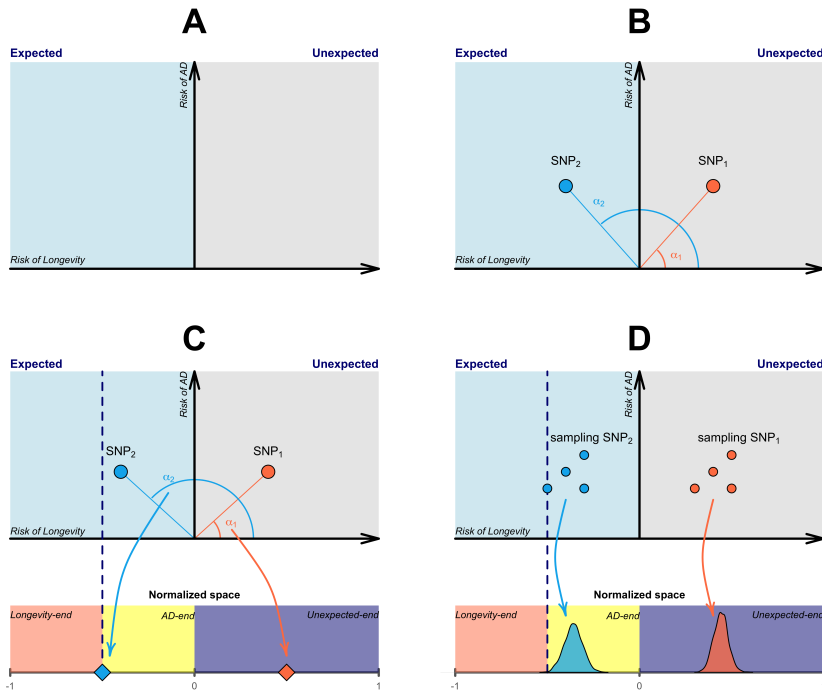 A
Expected Unexpected
Risk of AD
Risk of Longevity
B
Expected Unexpected
Risk of AD
SNP₂ SNP₁
α₂
α₁
Risk of Longevity
C
Expected Unexpected
Risk of AD
SNP₂ SNP₁
α₂
α₁
Risk of Longevity
Normalized space
Longevity-end AD-end Unexpected-end
-1 0 1
D
Expected Unexpected
Risk of AD
sampling SNP₂ sampling SNP₁
Risk of Longevity
Normalized space
Longevity-end AD-end Unexpected-end
-1 0